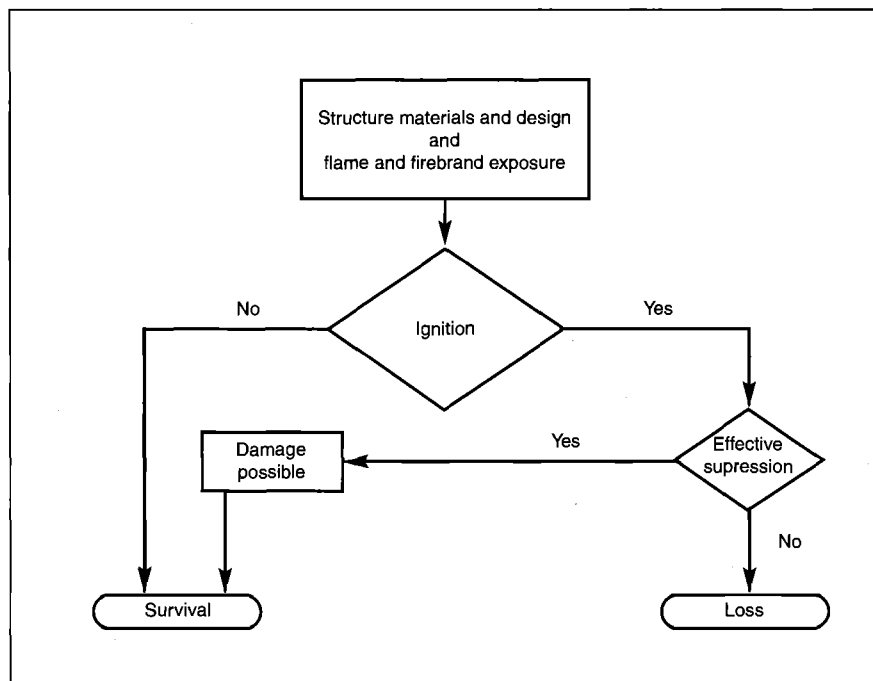 Structure materials and design
and
flame and firebrand exposure
No
Ignition
Yes
Damage
possible
Yes
Effective
supression
No
Survival
Loss